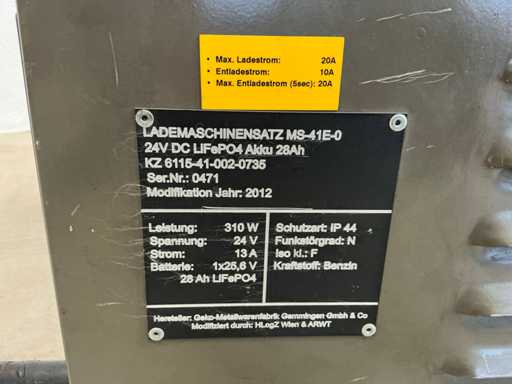 • Max. Ladestrom: 20A
• Entladestrom: 10A
• Max. Entladestrom (5sec): 20A
LADEMASCHINENSATZ MS-41E-0
24V DC LiFePO4 Akku 28Ah
KZ 6115-41-002-0735
Ser.Nr.: 0471
Modifikation Jahr: 2012
Leistung: 310 W
Spannung: 24 V
Strom: 13 A
Batterie: 1x25,6 V
28 Ah LiFePO4
Schutzart: IP 44
Funkstörgrad: N
Iso kl.: F
Kraftstoff: Benzin
Hersteller: Geko-Metallwarenfabrik Gemmingen Gmbh & Co
Modifiziert durch: HLogZ Wien & ARWT